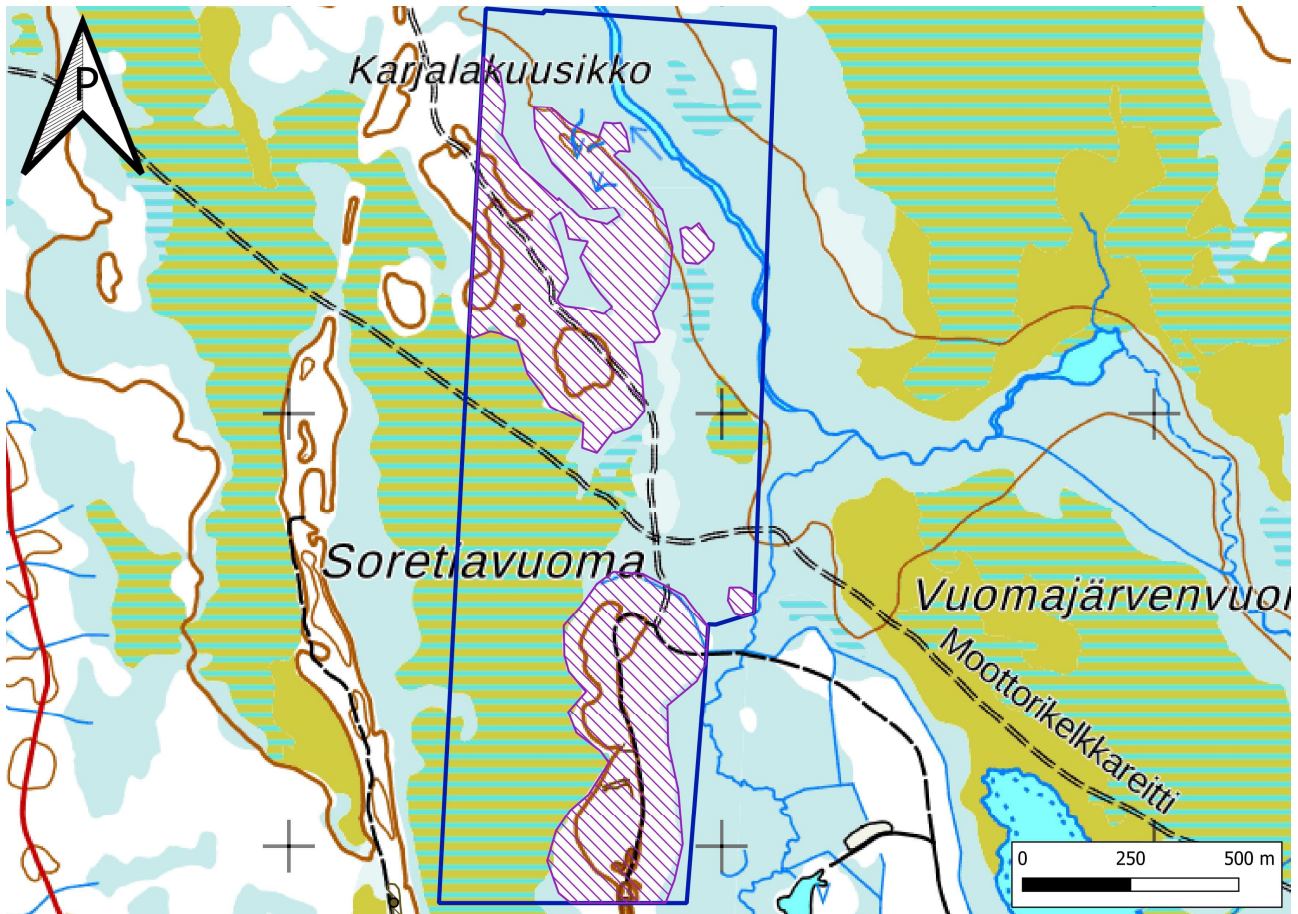 P
Karjalakuusikko
Soretiavuoma
Vuomajärvenvuor
Moottorikelkkareitti
0 250 500 m